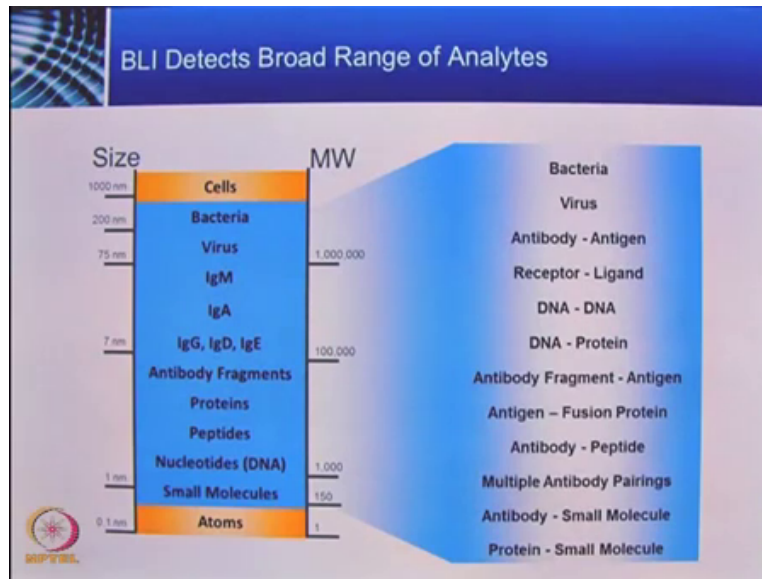 BLI Detects Broad Range of Analytes
Size
MW
1000 nm
200 nm
75 nm
7 nm
1 nm
0.1 nm
Cells
Bacteria
Virus
IgM
IgA
IgG, IgD, IgE
Antibody Fragments
Proteins
Peptides
Nucleotides (DNA)
Small Molecules
Atoms
1,000,000
100,000
1,000
150
1
Bacteria
Virus
Antibody - Antigen
Receptor - Ligand
DNA - DNA
DNA - Protein
Antibody Fragment - Antigen
Antigen – Fusion Protein
Antibody - Peptide
Multiple Antibody Pairings
Antibody - Small Molecule
Protein - Small Molecule
NPTEL